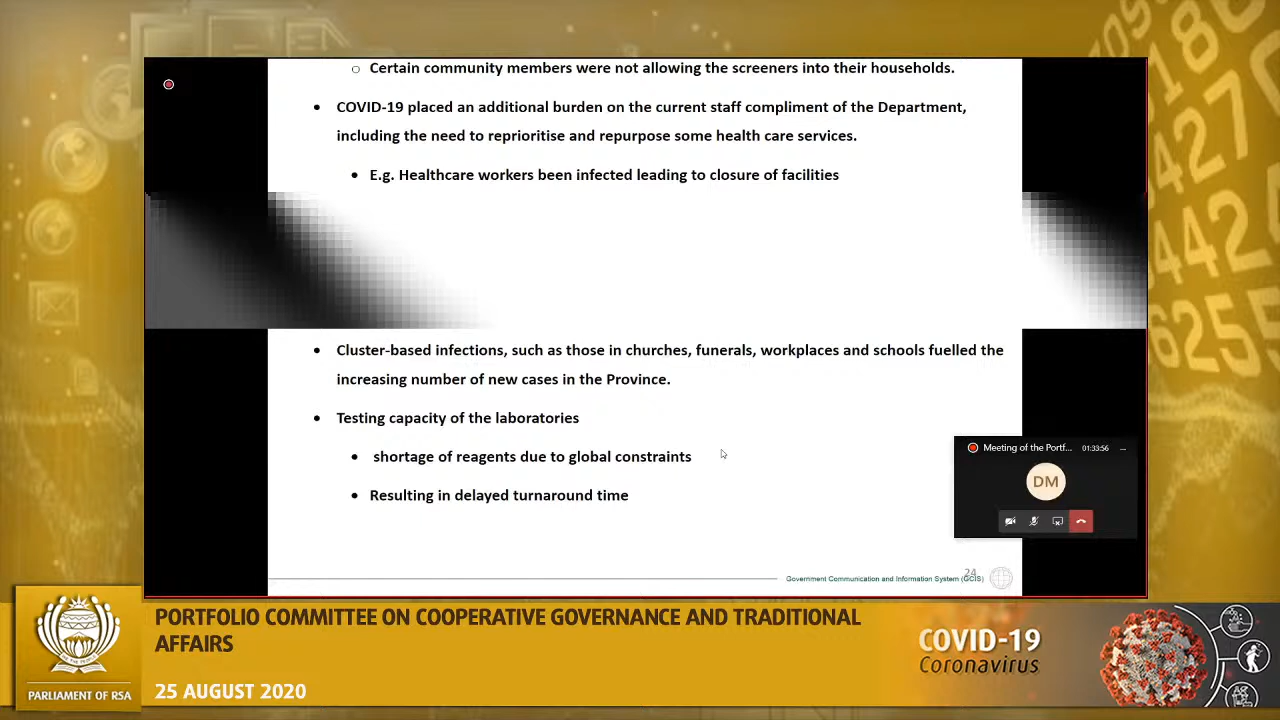 Certain community members were not allowing the screeners into their households.
COVID-19 placed an additional burden on the current staff compliment of the Department,
including the need to reprioritise and repurpose some health care services.
E.g. Healthcare workers been infected leading to closure of facilities
Cluster-based infections, such as those in churches, funerals, workplaces and schools fuelled the
increasing number of new cases in the Province.
Testing capacity of the laboratories
shortage of reagents due to global constraints
Resulting in delayed turnaround time
Meeting of the Portf... 01:33:56 ...
DM
24
Government Communication and Information System (GCIS)
PORTFOLIO COMMITTEE ON COOPERATIVE GOVERNANCE AND TRADITIONAL
AFFAIRS
25 AUGUST 2020
PARLIAMENT OF RSA
COVID-19
Coronavirus